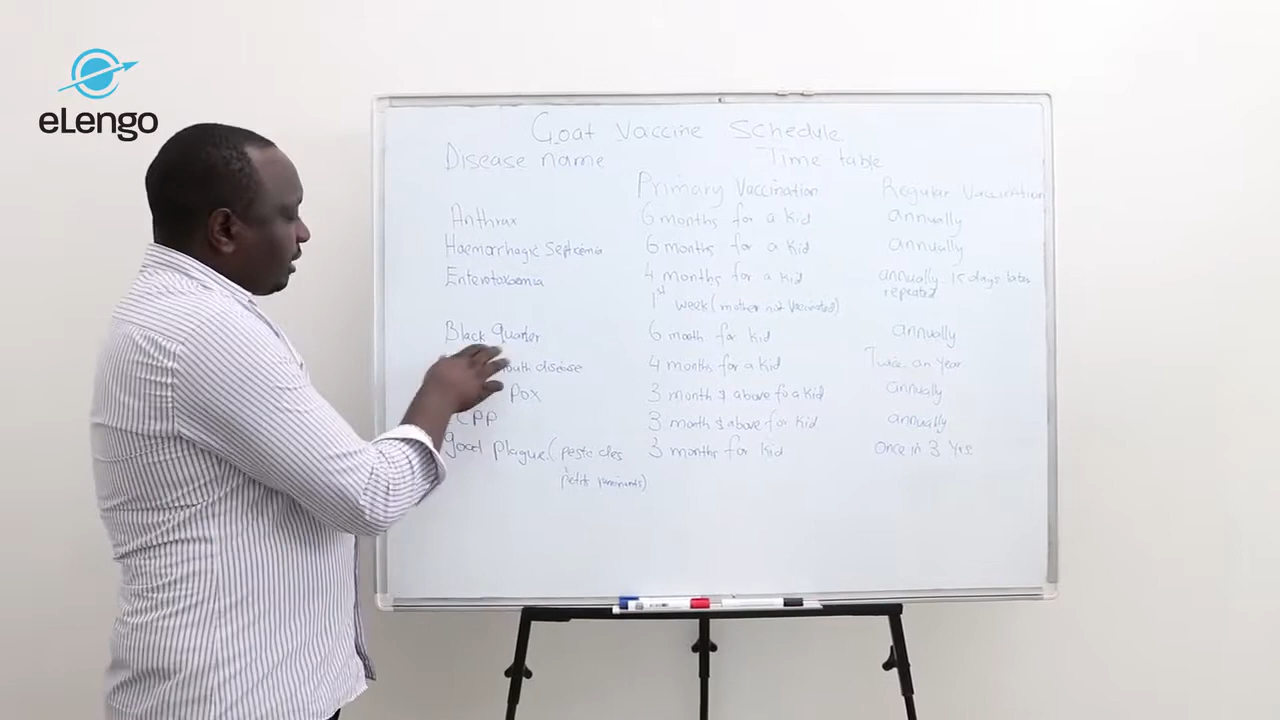 eLengo
Goat Vaccine Schedule
Disease name Time table
Primary Vaccination Regular Vaccination
Anthrax 6 months for a kid annually
Haemorrhagic Septicemia 6 months for a kid annually
Enterotoxaemia 4 months for a kid annually 15 days later
repeated
1st week (mother not vaccinated)
Black quarter 6 month for kid annually
outh disease 4 months for a kid Twice an year
Pox 3 month & above fo a kid annually
CPP 3 month & above for kid annually
plague (peste des 3 months for kid once in 3 Yrs
petits ruminants)